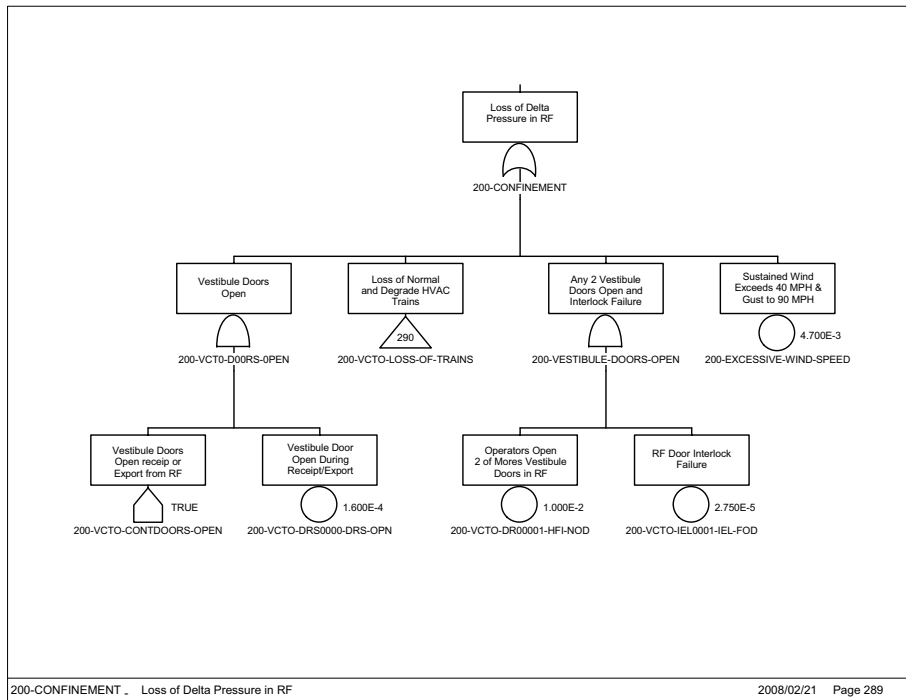 Loss of Delta
Pressure in RF
200-CONFINEMENT
Vestibule Doors
Open
200-VCT0-D00RS-0PEN
Loss of Normal
and Degrade HVAC
Trains
290
200-VCTO-LOSS-OF-TRAINS
Any 2 Vestibule
Doors Open and
Interlock Failure
200-VESTIBULE-DOORS-OPEN
Sustained Wind
Exceeds 40 MPH &
Gust to 90 MPH
4.700E-3
200-EXCESSIVE-WIND-SPEED
Vestibule Doors
Open receip or
Export from RF
TRUE
200-VCTO-CONTDOORS-OPEN
Vestibule Door
Open During
Receipt/Export
1.600E-4
200-VCTO-DRS0000-DRS-OPN
Operators Open
2 of Mores Vestibule
Doors in RF
1.000E-2
200-VCTO-DR00001-HFI-NOD
RF Door Interlock
Failure
2.750E-5
200-VCTO-IEL0001-IEL-FOD
200-CONFINEMENT - Loss of Delta Pressure in RF
2008/02/21 Page 289